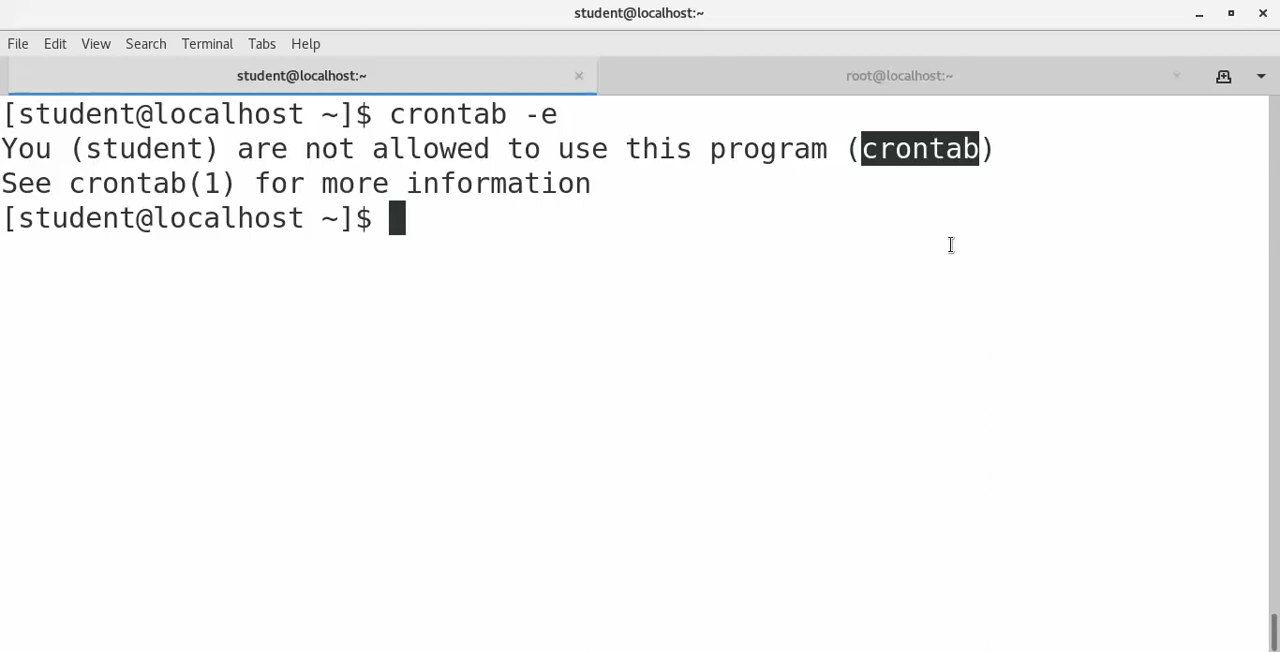 student@localhost:~
File Edit View Search Terminal Tabs Help
student@localhost:~ × root@localhost:~ ×
[student@localhost ~]$ crontab -e
You (student) are not allowed to use this program (crontab)
See crontab(1) for more information
[student@localhost ~]$